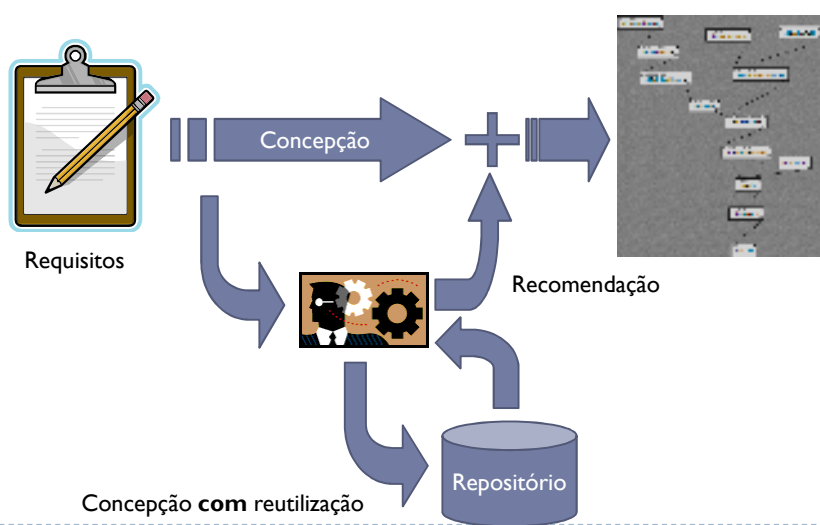 Concepção
Requisitos
Recomendação
Repositório
Concepção com reutilização